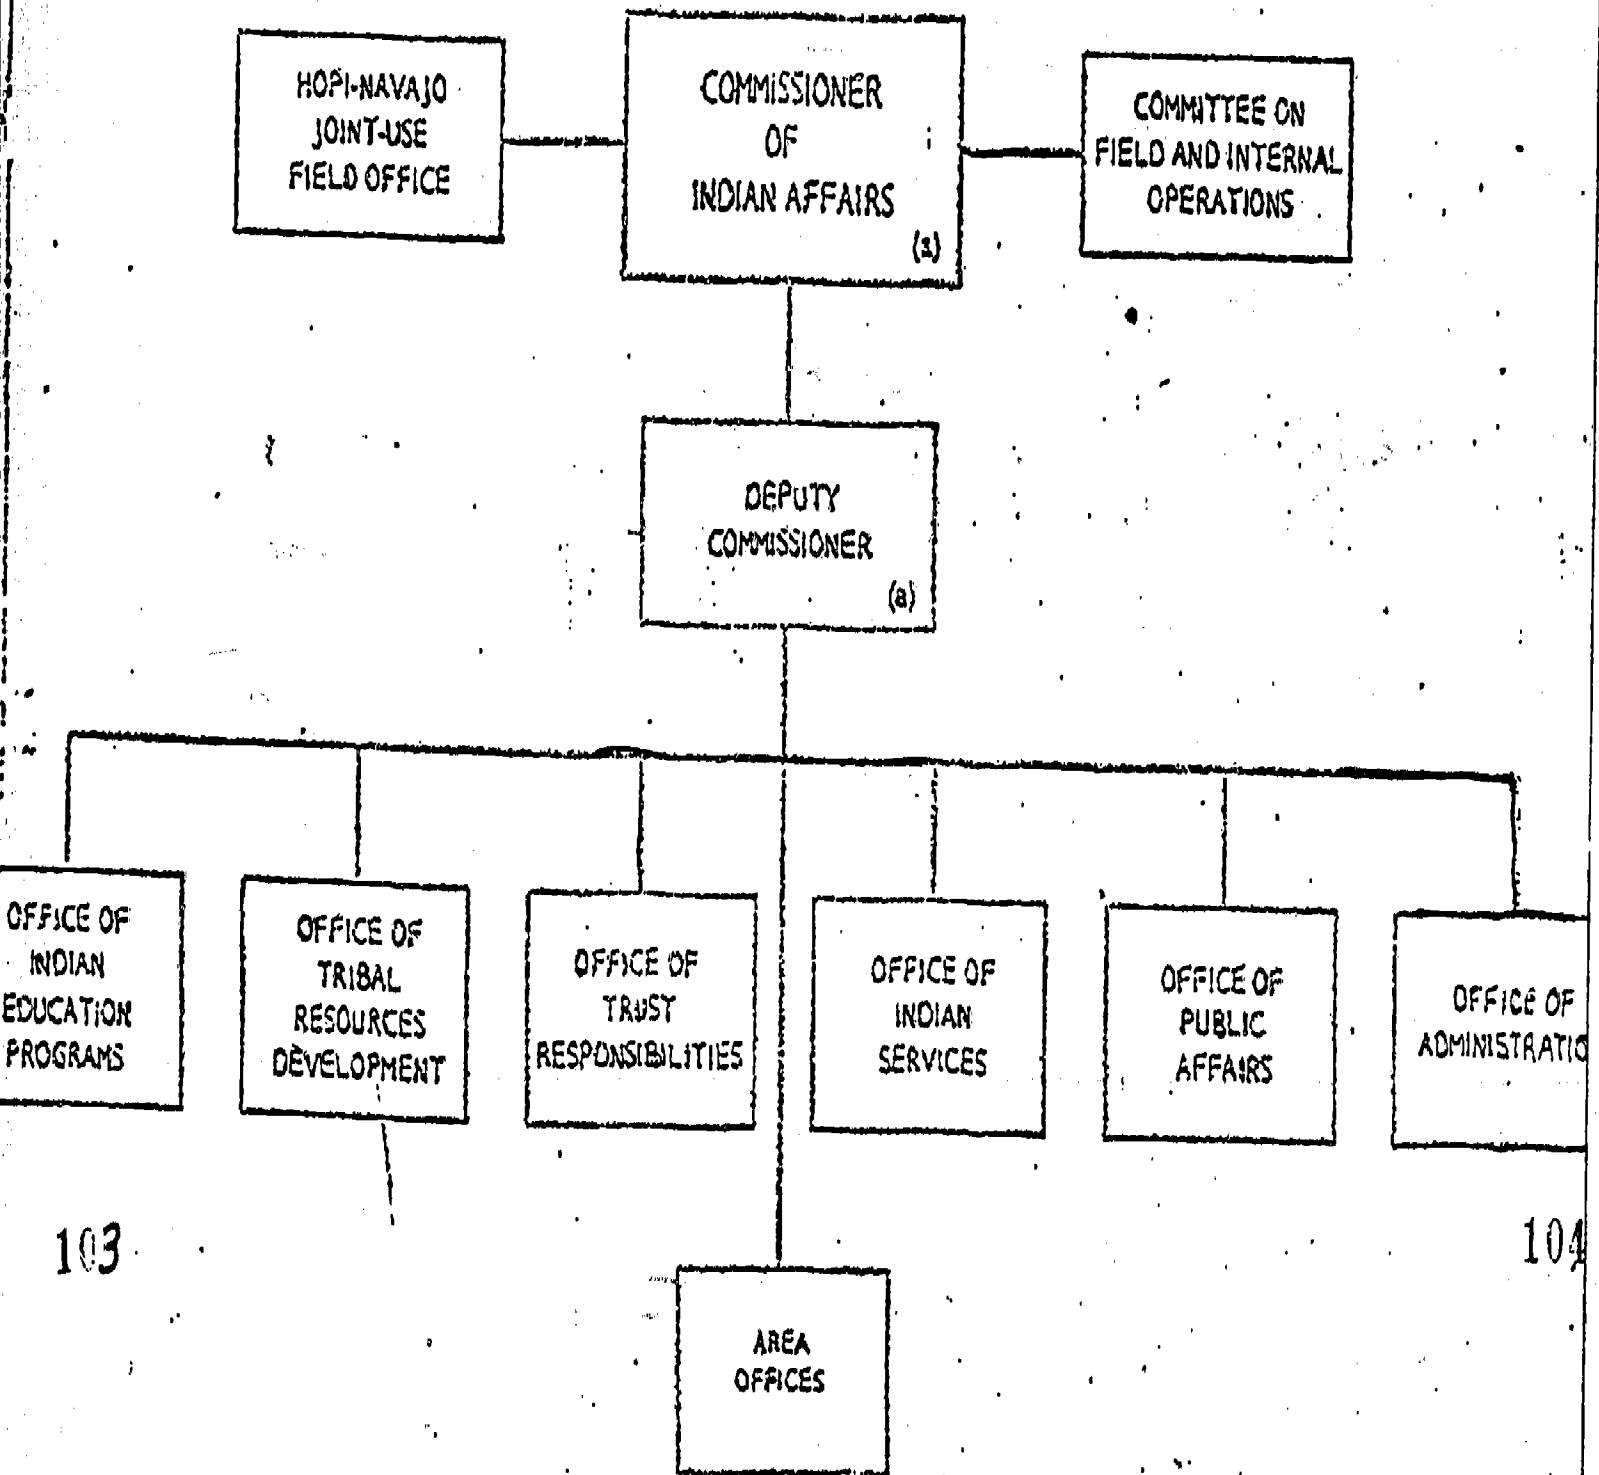 HOPI-NAVAJO
JOINT-USE
FIELD OFFICE
COMMISSIONER
OF
INDIAN AFFAIRS
(a)
COMMITTEE ON
FIELD AND INTERNAL
OPERATIONS
DEPUTY
COMMISSIONER
(a)
OFFICE OF
INDIAN
EDUCATION
PROGRAMS
OFFICE OF
TRIBAL
RESOURCES
DEVELOPMENT
OFFICE OF
TRUST
RESPONSIBILITIES
OFFICE OF
INDIAN
SERVICES
OFFICE OF
PUBLIC
AFFAIRS
OFFICE OF
ADMINISTRATIO
103
104
AREA
OFFICES